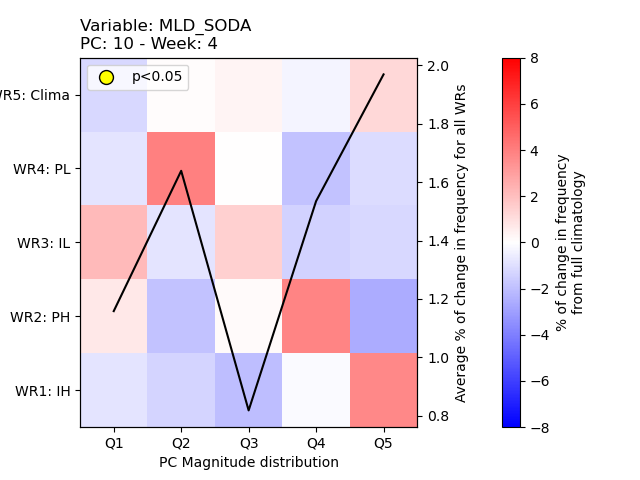 Variable: MLD_SODA
PC: 10 - Week: 4
p<0.05
WR5: Clima
WR4: PL
WR3: IL
WR2: PH
WR1: IH
Q1 Q2 Q3 Q4 Q5
PC Magnitude distribution
2.0
1.8
1.6
1.4
1.2
1.0
0.8
Average % of change in frequency for all WRs
8
6
4
2
0
−2
−4
−6
−8
% of change in frequency
from full climatology